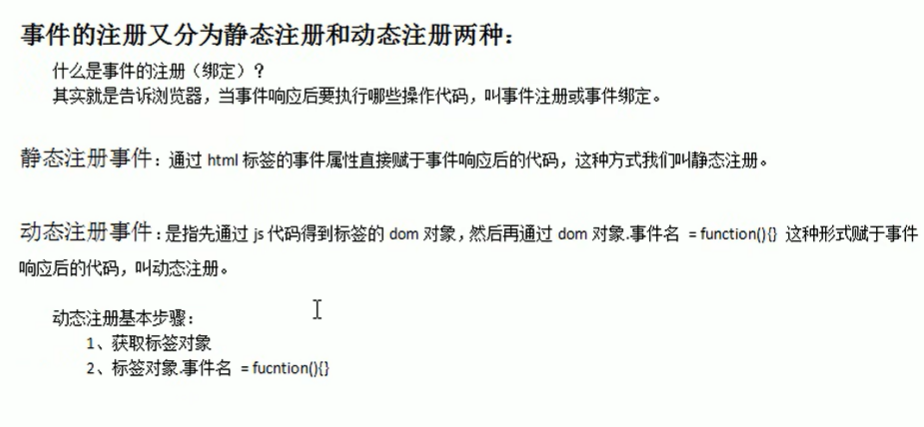 事件的注册又分为静态注册和动态注册两种：
什么是事件的注册（绑定）？
其实就是告诉浏览器，当事件响应后要执行哪些操作代码，叫事件注册或事件绑定。
静态注册事件：通过 html 标签的事件属性直接赋于事件响应后的代码，这种方式我们叫静态注册。
动态注册事件：是指先通过 js 代码得到标签的 dom 对象，然后再通过 dom 对象.事件名 = function(){} 这种形式赋于事件
响应后的代码，叫动态注册。
动态注册基本步骤：
1、获取标签对象
2、标签对象.事件名 = fucntion(){}